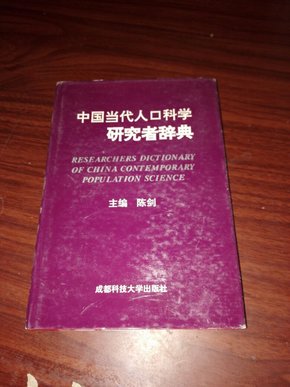 中国当代人口科学
研究者辞典
RESEARCHERS DICTIONARY
OF CHINA CONTEMPORARY
POPULATION SCIENCE
主编 陈剑
成都科技大学出版社